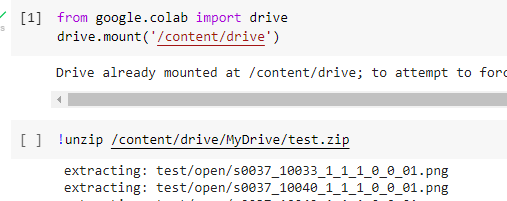 [1] from google.colab import drive
drive.mount('/content/drive')
Drive already mounted at /content/drive; to attempt to forc
[ ] !unzip /content/drive/MyDrive/test.zip
extracting: test/open/s0037_10033_1_1_1_0_0_01.png
extracting: test/open/s0037_10040_1_1_1_0_0_01.png